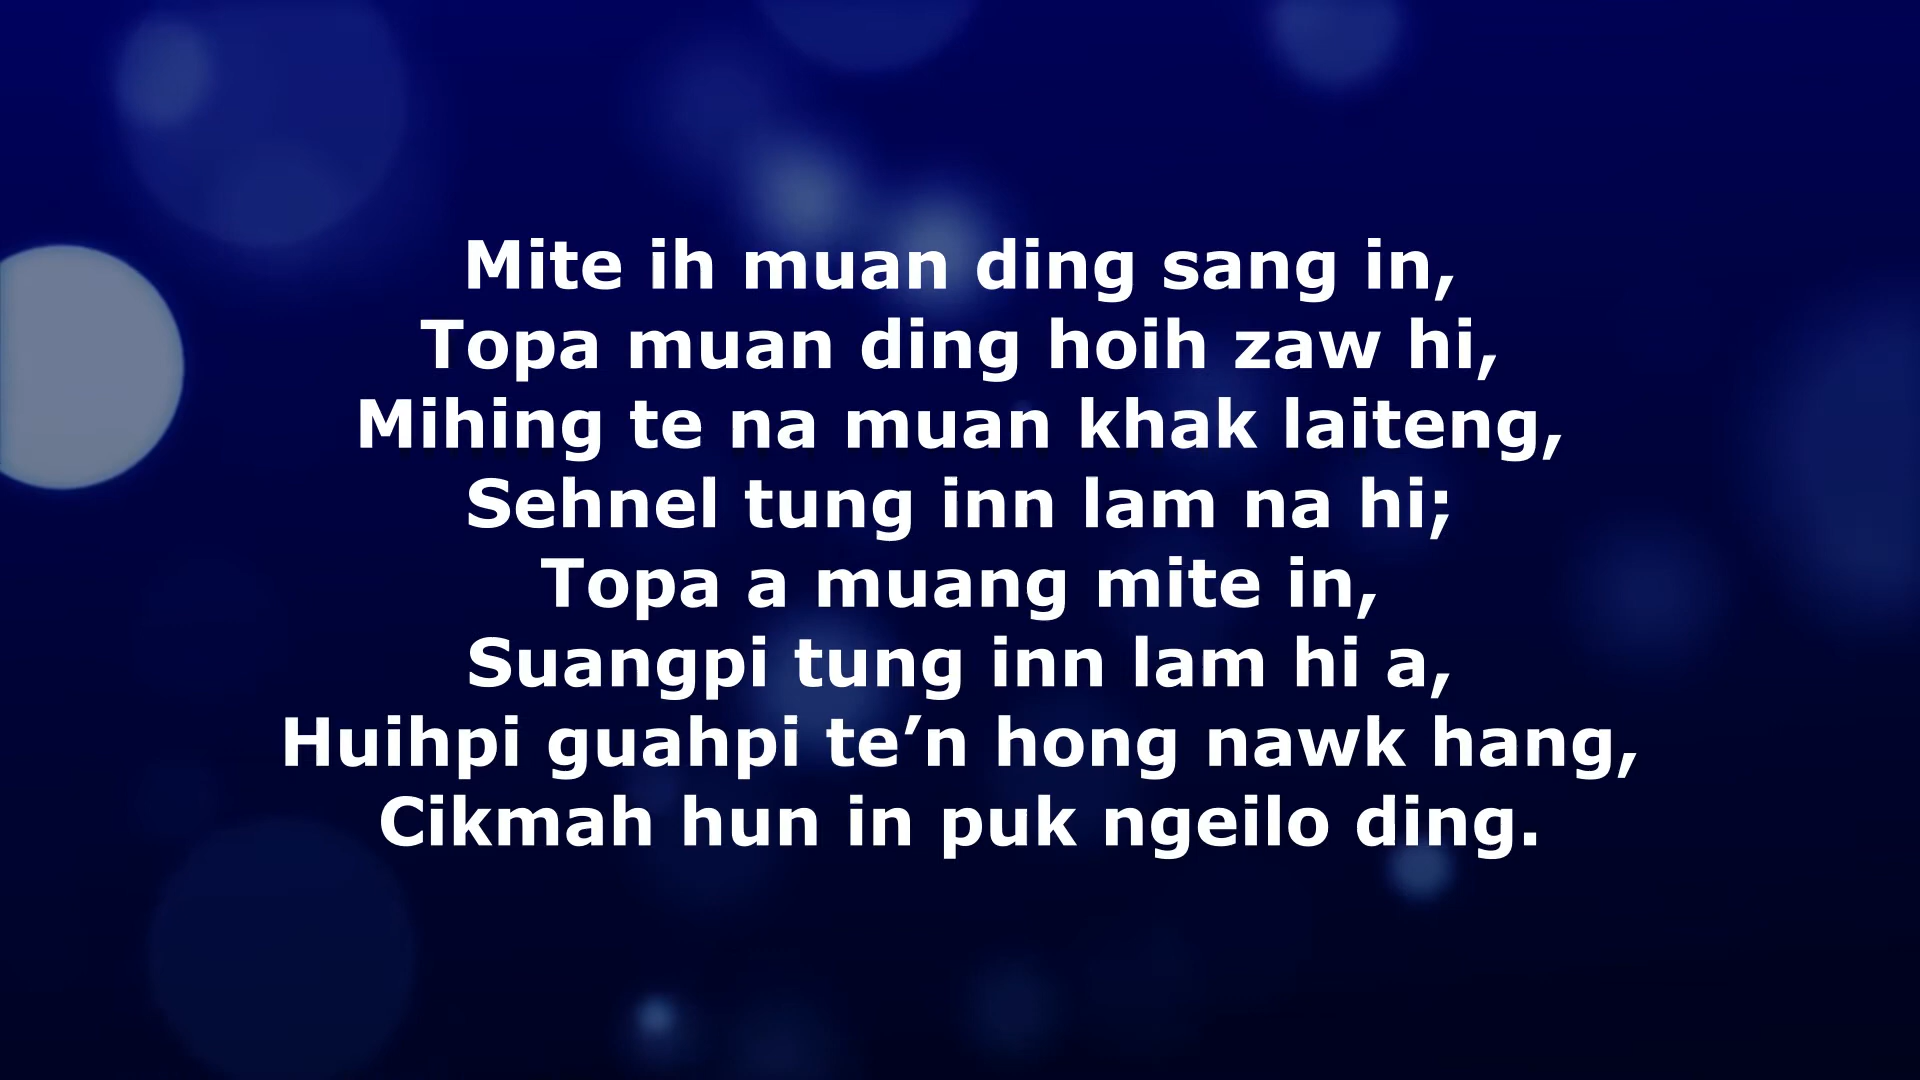 Mite ih muan ding sang in,
Topa muan ding hoih zaw hi,
Mihing te na muan khak laiteng,
Sehnel tung inn lam na hi;
Topa a muang mite in,
Suangpi tung inn lam hi a,
Huihpi guahpi te’n hong nawk hang,
Cikmah hun in puk ngeilo ding.